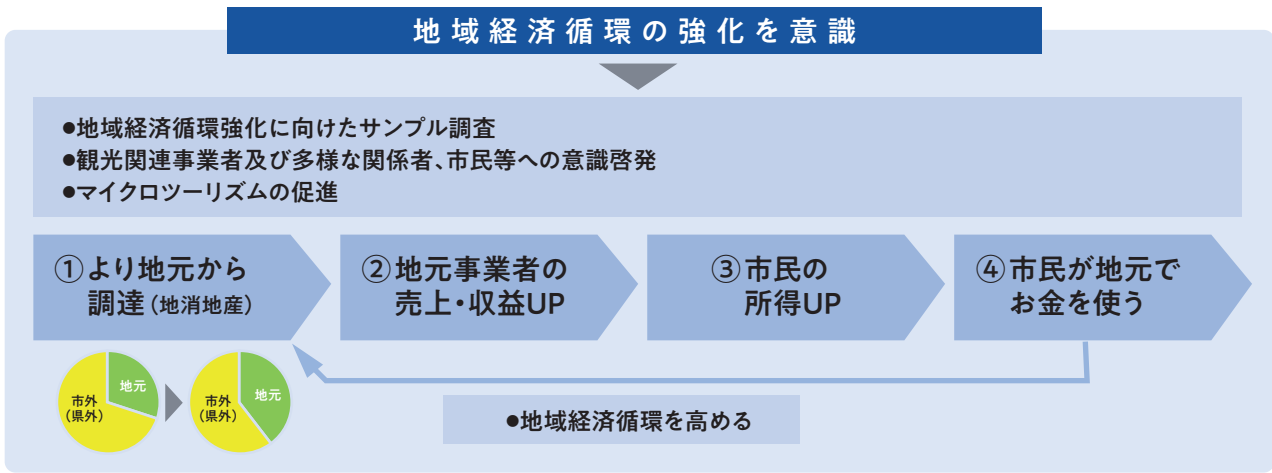 地域経済循環の強化を意識
●地域経済循環強化に向けたサンプル調査
●観光関連事業者及び多様な関係者、市民等への意識啓発
●マイクロツーリズムの促進
①より地元から
調達(地消地産)
②地元事業者の
売上・収益UP
③市民の
所得UP
④市民が地元で
お金を使う
市外
(県外)
地元
市外
(県外)
地元
●地域経済循環を高める